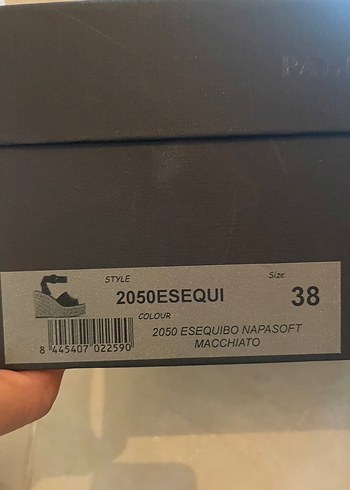 STYLE
Size
2050ESEQUI
38
COLOUR
2050 ESEQUIBO NAPASOFT
MACCHIATO
8 445407 022590